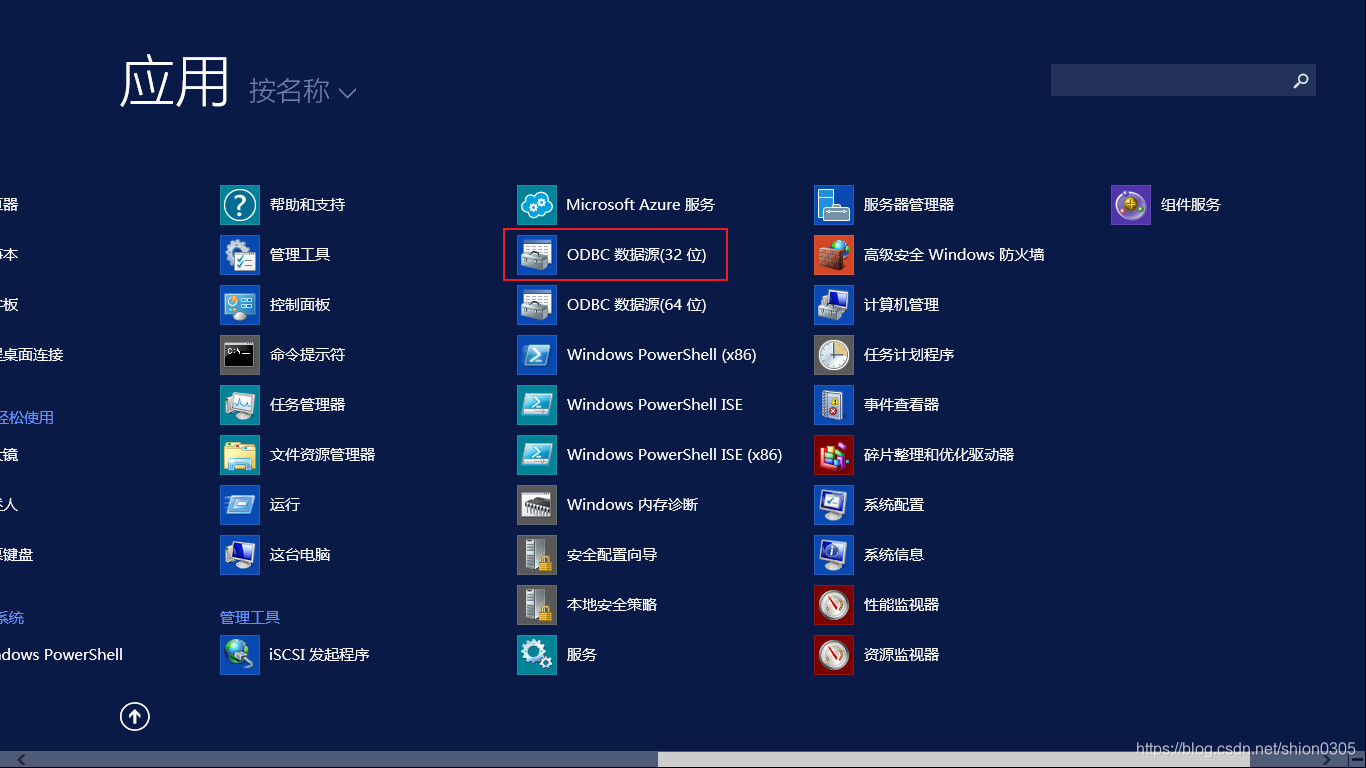 应用 按名称
帮助和支持
管理工具
控制面板
命令提示符
任务管理器
文件资源管理器
运行
这台电脑
管理工具
iSCSI 发起程序
Microsoft Azure 服务
ODBC 数据源(32 位)
ODBC 数据源(64 位)
Windows PowerShell (x86)
Windows PowerShell ISE
Windows PowerShell ISE (x86)
Windows 内存诊断
安全配置向导
本地安全策略
服务
服务器管理器
高级安全 Windows 防火墙
计算机管理
任务计划程序
事件查看器
碎片整理和优化驱动器
系统配置
系统信息
性能监视器
资源监视器
组件服务
桌面连接
轻松使用
镜
人
键盘
系统
dows PowerShell
器
本
板
https://blog.csdn.net/shion0305